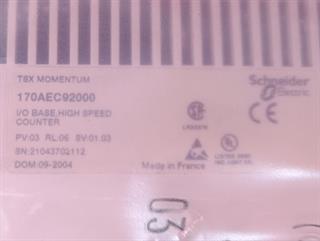 TSX MOMENTUM
Schneider
Electric
170AEC92000
I/O BASE,HIGH SPEED
COUNTER
PV:03 RL:06 SV:01.03
SN:21043702112
DOM:09-2004
Made in France
CE
03